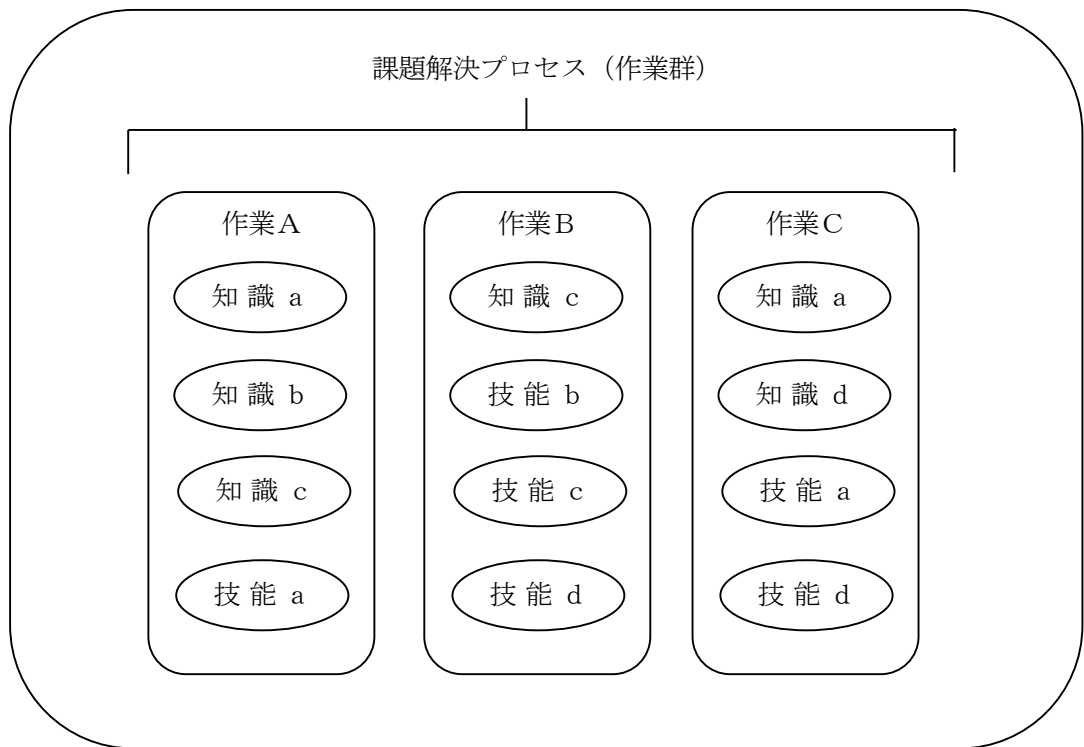 課題解決プロセス（作業群）
作業Ａ
知識 a
知識 b
知識 c
技能 a
作業Ｂ
知識 c
技能 b
技能 c
技能 d
作業Ｃ
知識 a
知識 d
技能 a
技能 d